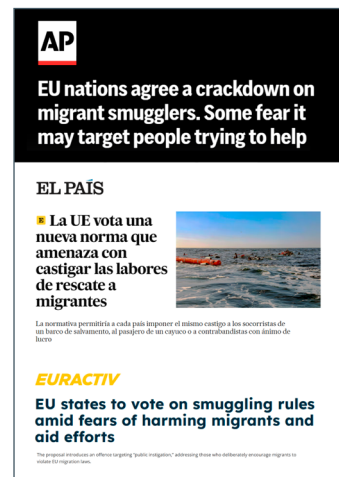 AP
EU nations agree a crackdown on
migrant smugglers. Some fear it
may target people trying to help
EL PAÍS
E La UE vota una
nueva norma que
amenaza con
castigar las labores
de rescate a
migrantes
La normativa permitiría a cada país imponer el mismo castigo a los socorristas de
un barco de salvamento, al pasajero de un cayuco o a contrabandistas con ánimo de
lucro
EURACTIV
EU states to vote on smuggling rules
amid fears of harming migrants and
aid efforts
The proposal introduces an offence targeting "public instigation," addressing those who deliberately encourage migrants to
violate EU migration laws.